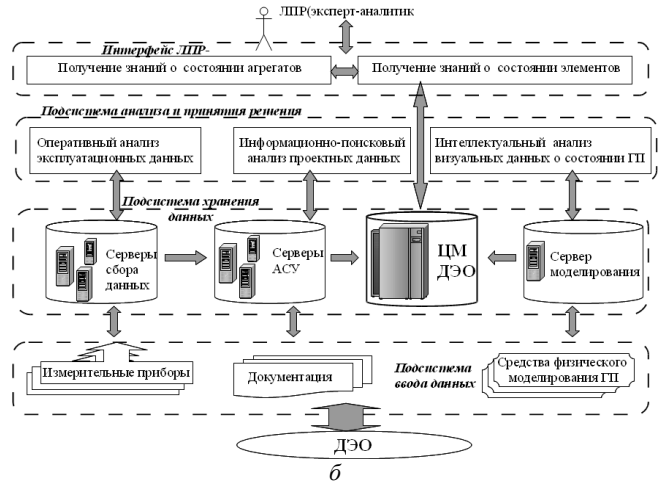 ЛПР(эксперт-аналитик
Интерфейс ЛПР-
Получение знаний о состоянии агрегатов
Получение знаний о состоянии элементов
Подсистема анализа и принятия решения
Оперативный анализ
эксплуатационных данных
Информационно-поисковый
анализ проектных данных
Интеллектуальный анализ
визуальных данных о состоянии ГП
Подсистема хранения
данных
Серверы
сбора
данных
Серверы
АСУ
ЦМ
ДЭО
Сервер
моделирования
Измерительные приборы
Документация
Подсистема
ввода данных
Средства физического
моделирования ГП
ДЭО
б